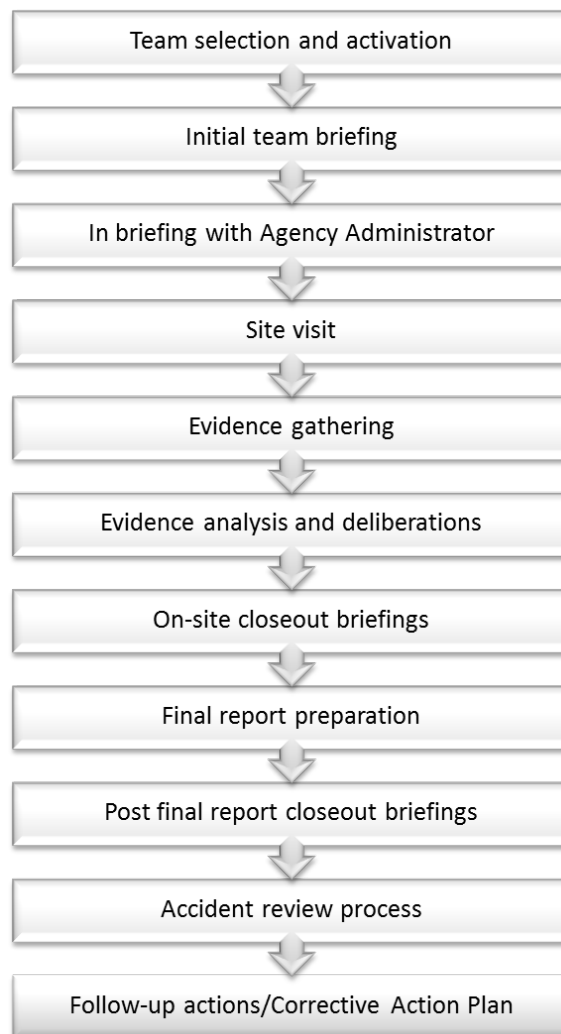 Team selection and activation
Initial team briefing
In briefing with Agency Administrator
Site visit
Evidence gathering
Evidence analysis and deliberations
On-site closeout briefings
Final report preparation
Post final report closeout briefings
Accident review process
Follow-up actions/Corrective Action Plan